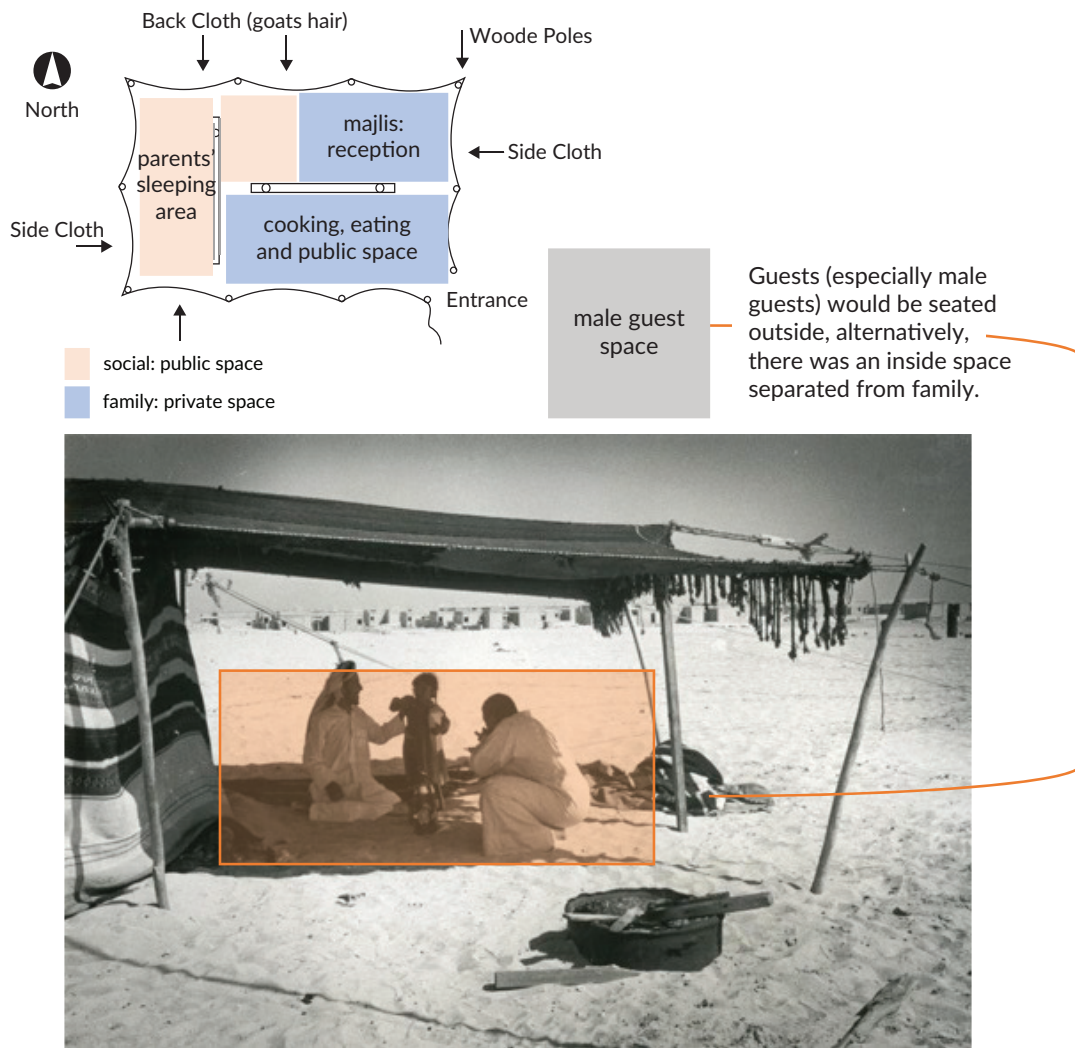 Back Cloth (goats hair)
Woode Poles
North
majlis:
reception
Side Cloth
parents'
sleeping
area
Side Cloth
cooking, eating
and public space
Entrance
social: public space
family: private space
male guest
space
Guests (especially male
guests) would be seated
outside, alternatively,
there was an inside space
separated from family.